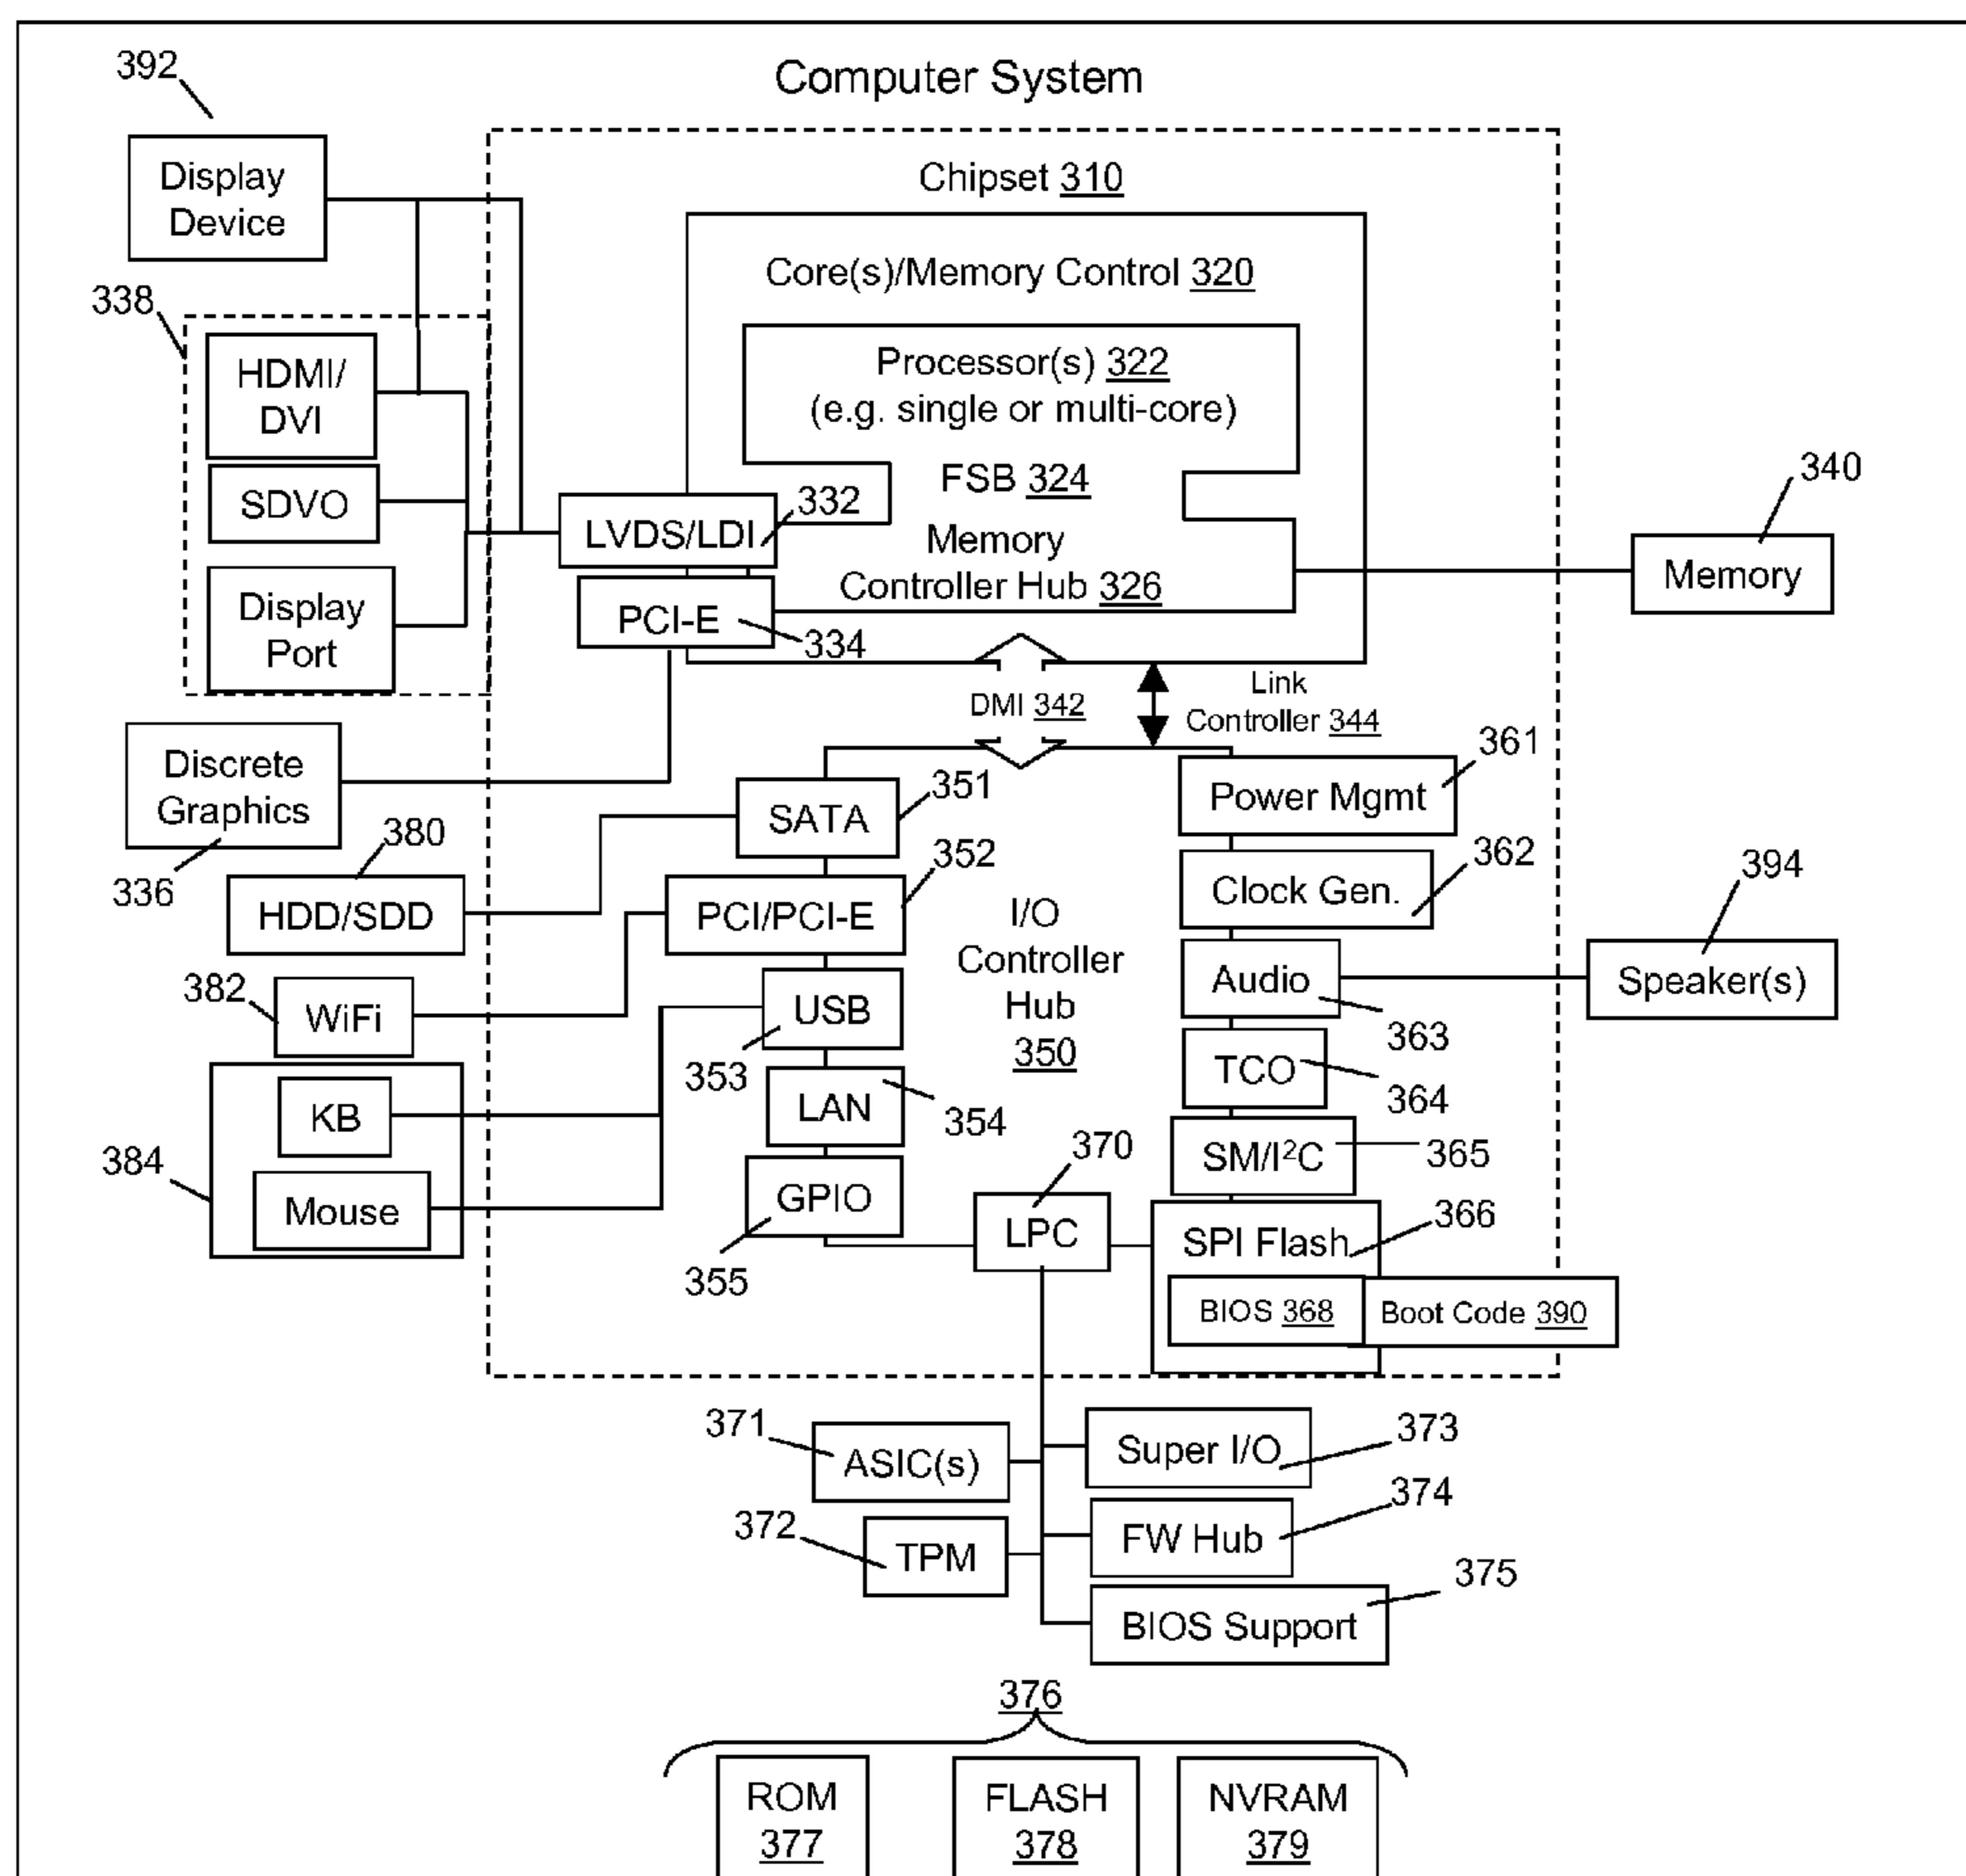 Computer System
392
Display
Device
Chipset 310
Core(s)/Memory Control 320
338
HDMI/
DVI
SDVO
Display
Port
Processor(s) 322
(e.g. single or multi-core)
FSB 324
LVDS/LDI
332
Memory
Controller Hub 326
PCI-E
334
340
Memory
DMI 342
Link
Controller 344
Discrete
Graphics
336
380
HDD/SDD
382
WiFi
384
KB
Mouse
SATA
351
PCI/PCI-E
352
USB
353
LAN
354
GPIO
355
I/O
Controller
Hub
350
361
Power Mgmt
362
Clock Gen.
Audio
363
394
Speaker(s)
TCO
364
SM/I²C
365
370
LPC
SPI Flash
366
BIOS 368
Boot Code 390
371
ASIC(s)
372
TPM
Super I/O
373
FW Hub
374
BIOS Support
375
376
ROM
377
FLASH
378
NVRAM
379